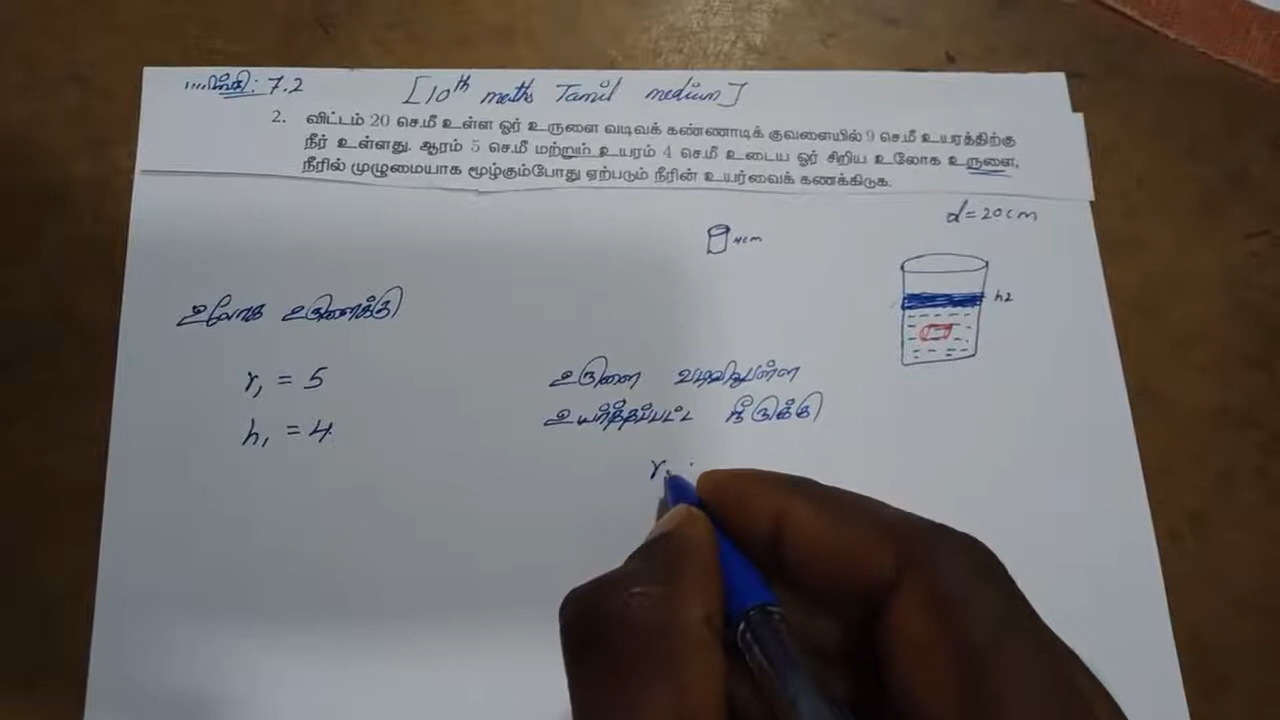 7.2
[10th maths Tamil medium]
2. விட்டம் 20 செ.மீ உள்ள ஓர் உருளை வடிவக் கண்ணாடிக் குவளையில் 9 செ.மீ உயரத்திற்கு
நீர் உள்ளது. ஆரம் 5 செ.மீ மற்றும் உயரம் 4 செ.மீ உடைய ஓர் சிறிய உலோக உருளை,
நீரில் முழுமையாக மூழ்கும்போது ஏற்படும் நீரின் உயர்வைக் கணக்கிடுக.
d = 20cm
4cm
h2
உலோக உருளைக்கு
r₁ = 5
h₁ = 4
உருளை வடிவிலுள்ள
உயர்த்தப்பட்ட நீருக்கு
r